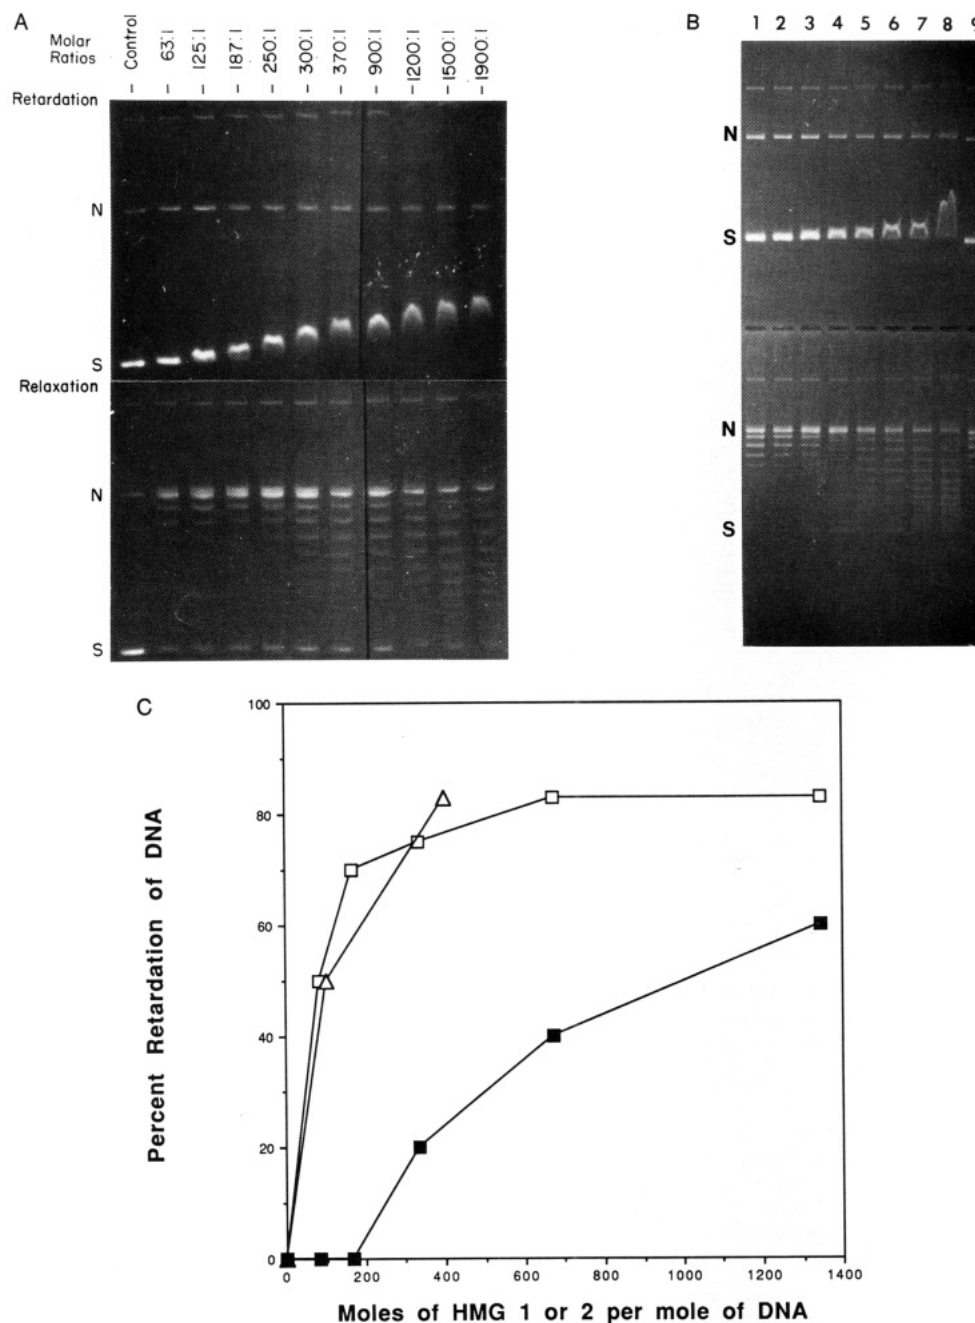 A
Molar
Ratios
Control
63:1
125:1
187:1
250:1
300:1
370:1
900:1
1200:1
1500:1
1900:1
Retardation
N
S
Relaxation
N
S
B
1 2 3 4 5 6 7 8 9
N
S
N
S
C
Percent Retardation of DNA
100
80
60
40
20
0
0 200 400 600 800 1000 1200 1400
Moles of HMG 1 or 2 per mole of DNA